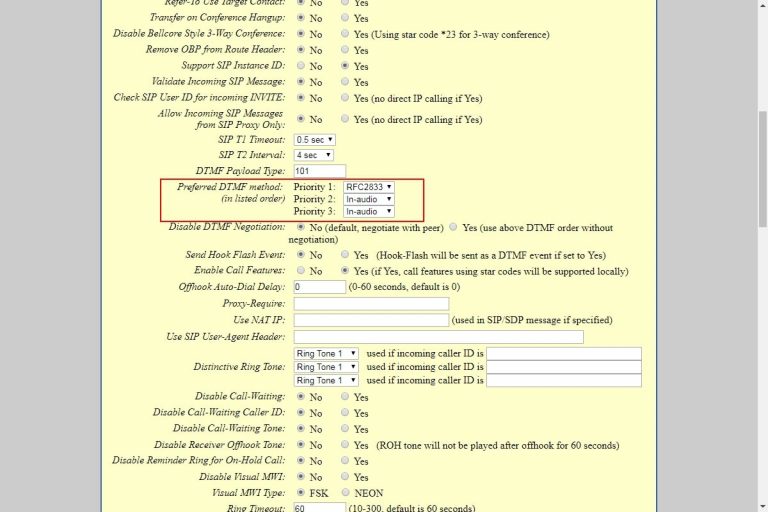 Refer-To Use Target Contact: No Yes
Transfer on Conference Hangup: No Yes
Disable Bellcore Style 3-Way Conference: No Yes (Using star code *23 for 3-way conference)
Remove OBP from Route Header: No Yes
Support SIP Instance ID: No Yes
Validate Incoming SIP Message: No Yes
Check SIP User ID for incoming INVITE: No Yes (no direct IP calling if Yes)
Allow Incoming SIP Messages
from SIP Proxy Only: No Yes (no direct IP calling if Yes)
SIP T1 Timeout: 0.5 sec
SIP T2 Interval: 4 sec
DTMF Payload Type: 101
Preferred DTMF method: Priority 1: RFC2833
(in listed order) Priority 2: In-audio
Priority 3: In-audio
Disable DTMF Negotiation: No (default, negotiate with peer) Yes (use above DTMF order without
negotiation)
Send Hook Flash Event: No Yes (Hook-Flash will be sent as a DTMF event if set to Yes)
Enable Call Features: No Yes (if Yes, call features using star codes will be supported locally)
Offhook Auto-Dial Delay: 0 (0-60 seconds, default is 0)
Proxy-Require:
Use NAT IP: (used in SIP/SDP message if specified)
Use SIP User-Agent Header:
Ring Tone 1 used if incoming caller ID is
Distinctive Ring Tone: Ring Tone 1 used if incoming caller ID is
Ring Tone 1 used if incoming caller ID is
Disable Call-Waiting: No Yes
Disable Call-Waiting Caller ID: No Yes
Disable Call-Waiting Tone: No Yes
Disable Receiver Offhook Tone: No Yes (ROH tone will not be played after offhook for 60 seconds)
Disable Reminder Ring for On-Hold Call: No Yes
Disable Visual MWI: No Yes
Visual MWI Type: FSK NEON
Ring Timeout: 60 (10-300, default is 60 seconds)